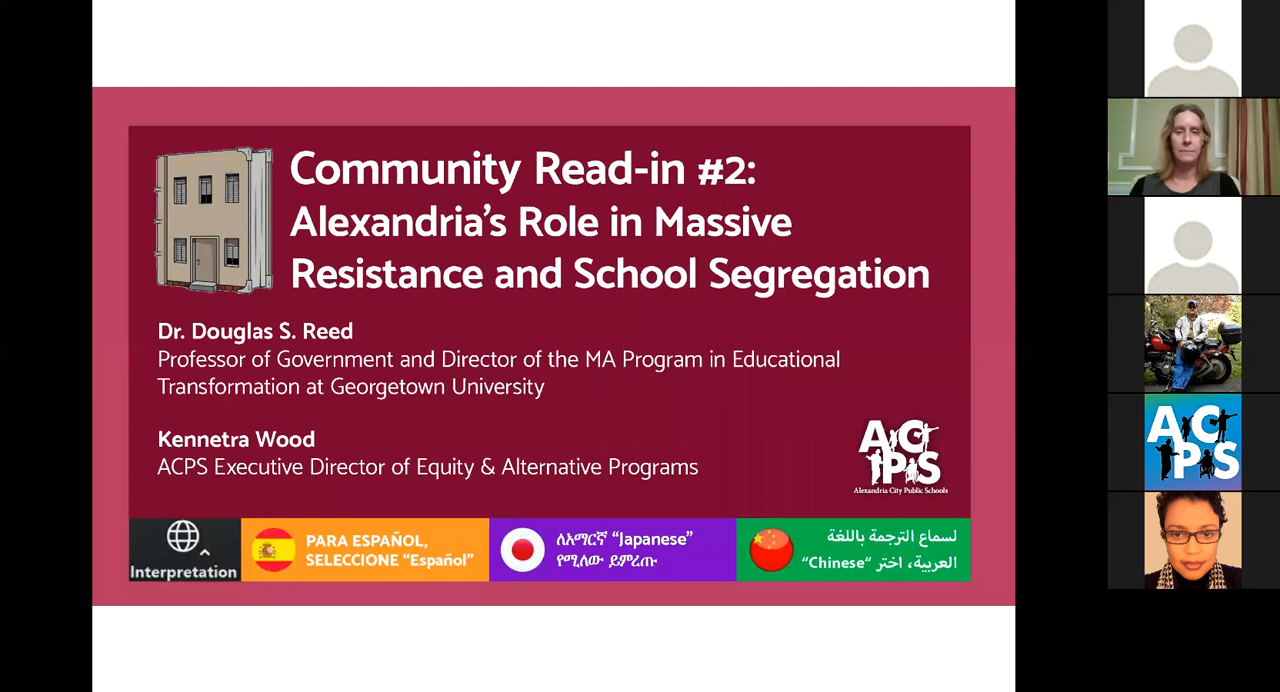 Community Read-in #2:
Alexandria's Role in Massive
Resistance and School Segregation
Dr. Douglas S. Reed
Professor of Government and Director of the MA Program in Educational
Transformation at Georgetown University
Kennetra Wood
ACPS Executive Director of Equity & Alternative Programs
ACPS
Alexandria City Public Schools
Interpretation
PARA ESPAÑOL,
SELECCIONE “Español”
ለአማርኛ “Japanese”
የሚለው ይምረጡ
لسماع الترجمة باللغة
العربية، اختر “Chinese”
ACPS